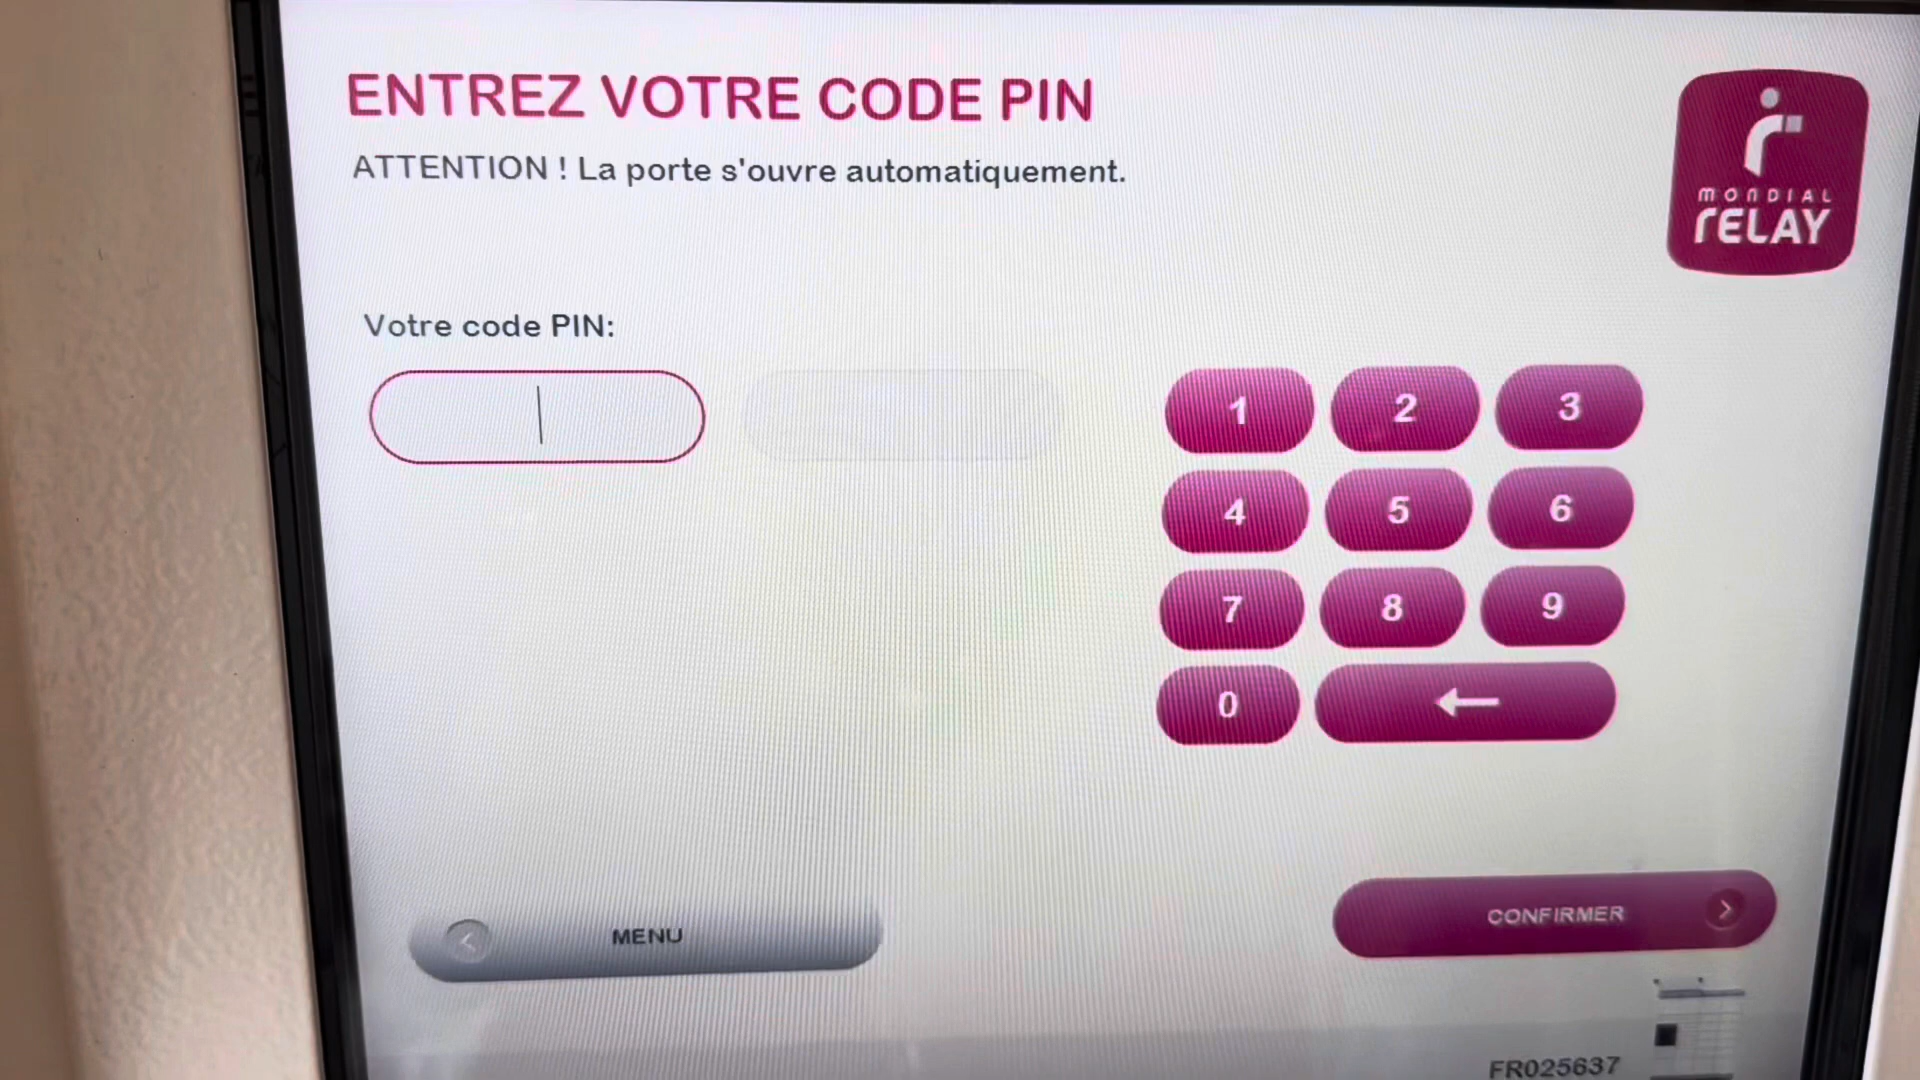 ENTREZ VOTRE CODE PIN
ATTENTION ! La porte s'ouvre automatiquement.
MONDIAL
RELAY
Votre code PIN:
1 2 3
4 5 6
7 8 9
0
MENU
CONFIRMER
FR025637